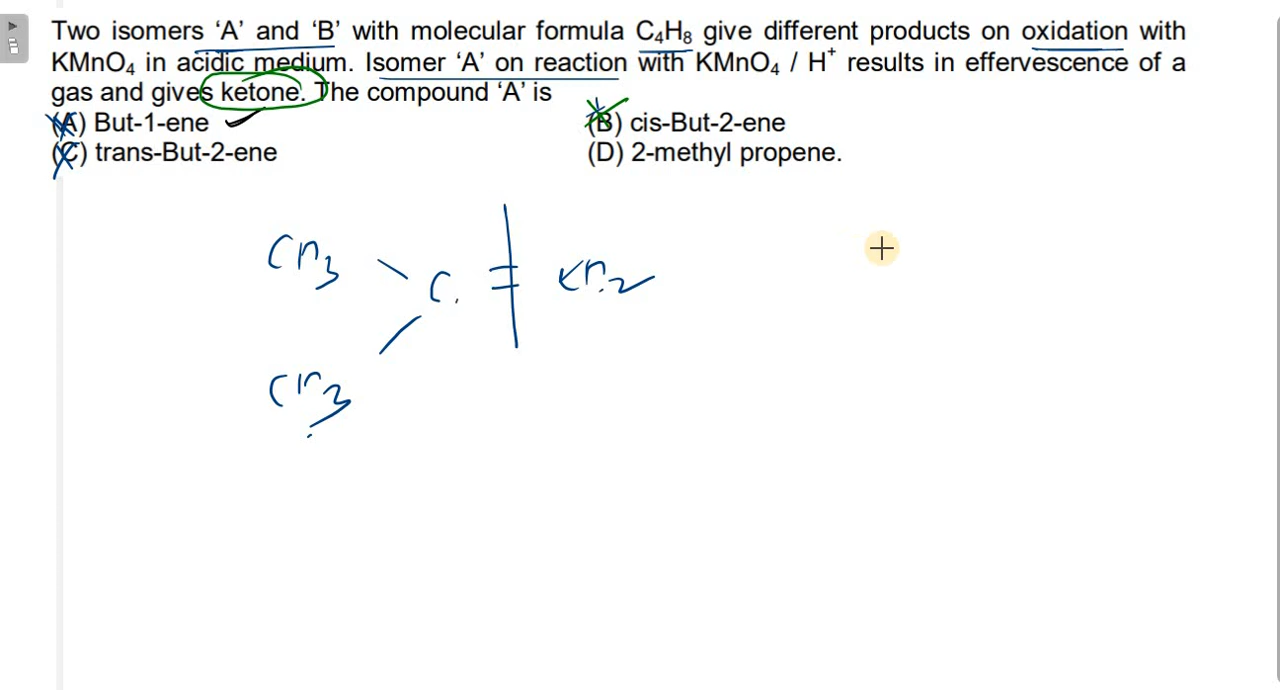 Two isomers ‘A’ and ‘B’ with molecular formula C₄H₈ give different products on oxidation with
KMnO₄ in acidic medium. Isomer ‘A’ on reaction with KMnO₄ / H⁺ results in effervescence of a
gas and gives ketone. The compound ‘A’ is
(A) But-1-ene (B) cis-But-2-ene
(C) trans-But-2-ene (D) 2-methyl propene.
CH₃
C = CH₂
CH₃